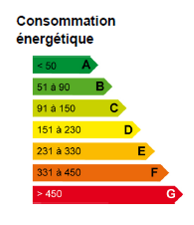 Consommation
énergétique
< 50 A
51 à 90 B
91 à 150 C
151 à 230 D
231 à 330 E
331 à 450 F
> 450 G